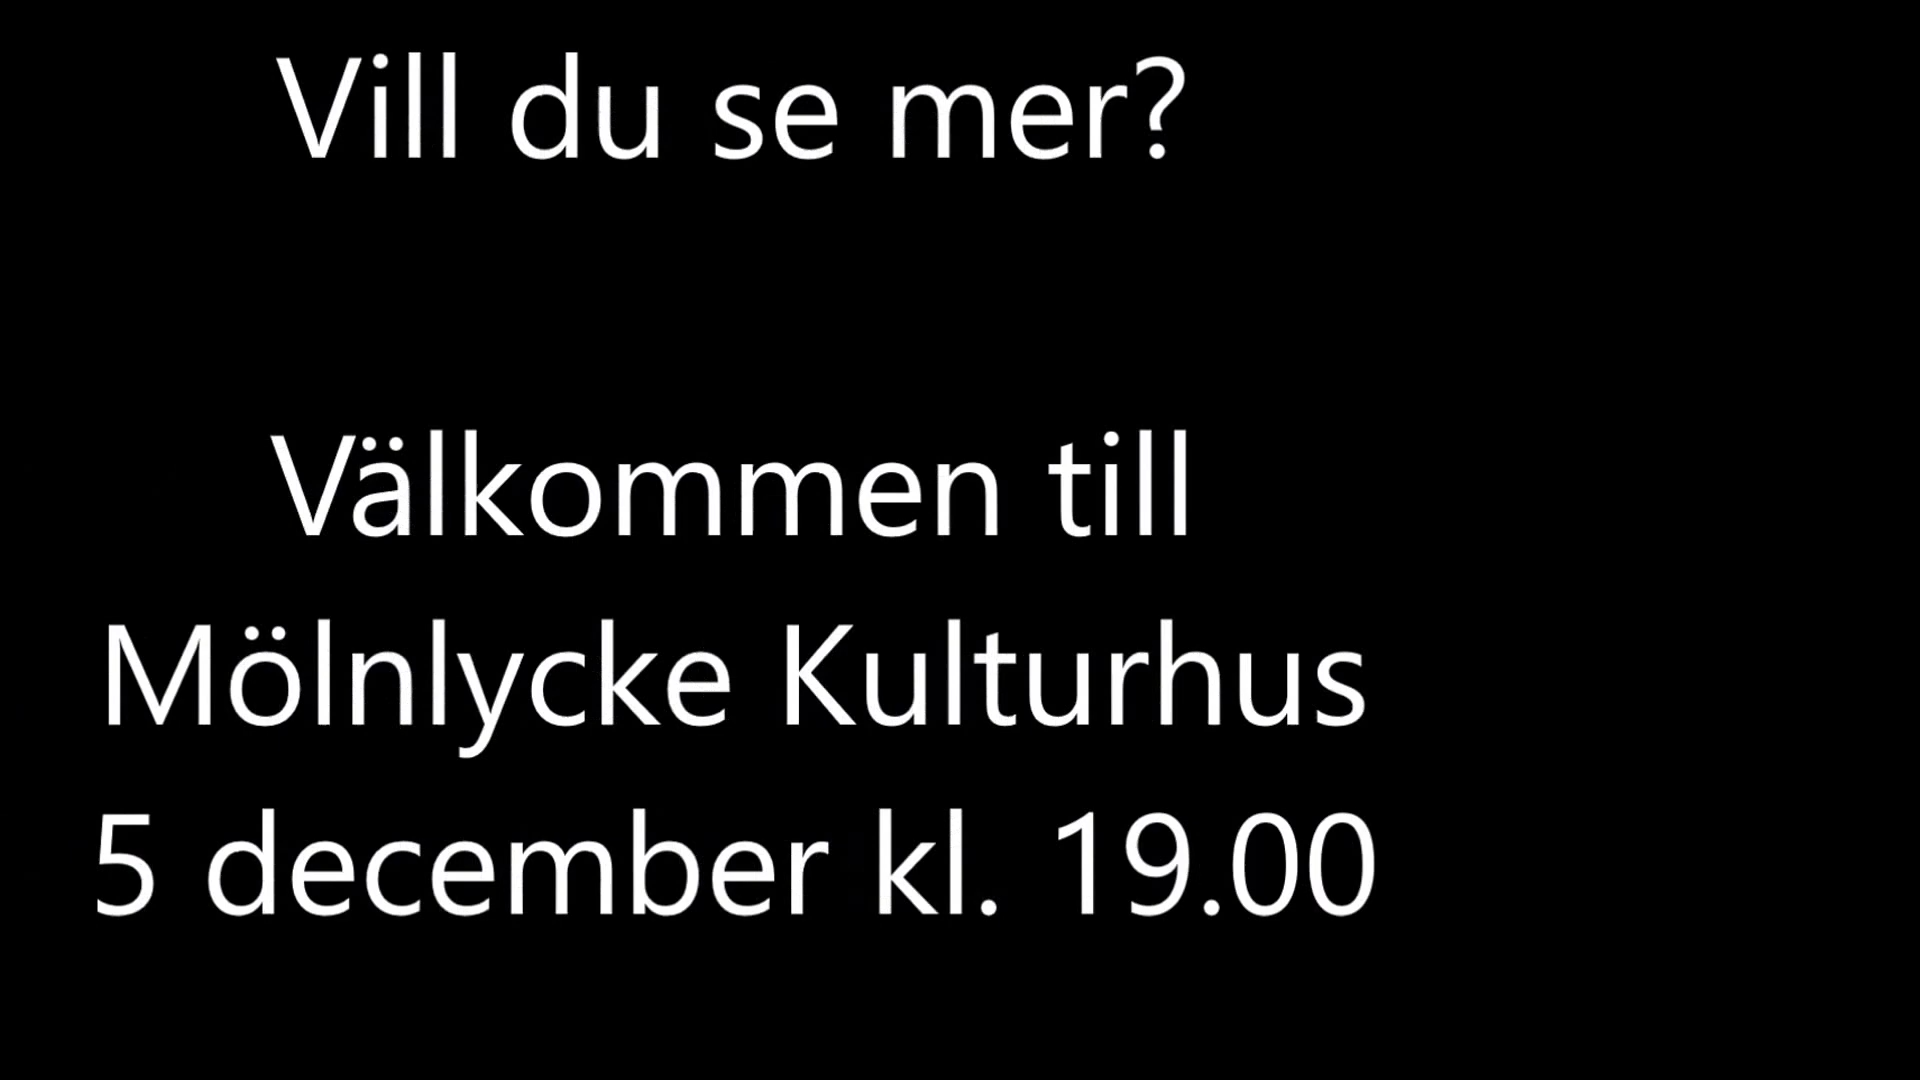 Vill du se mer?
Välkommen till
Mölnlycke Kulturhus
5 december kl. 19.00